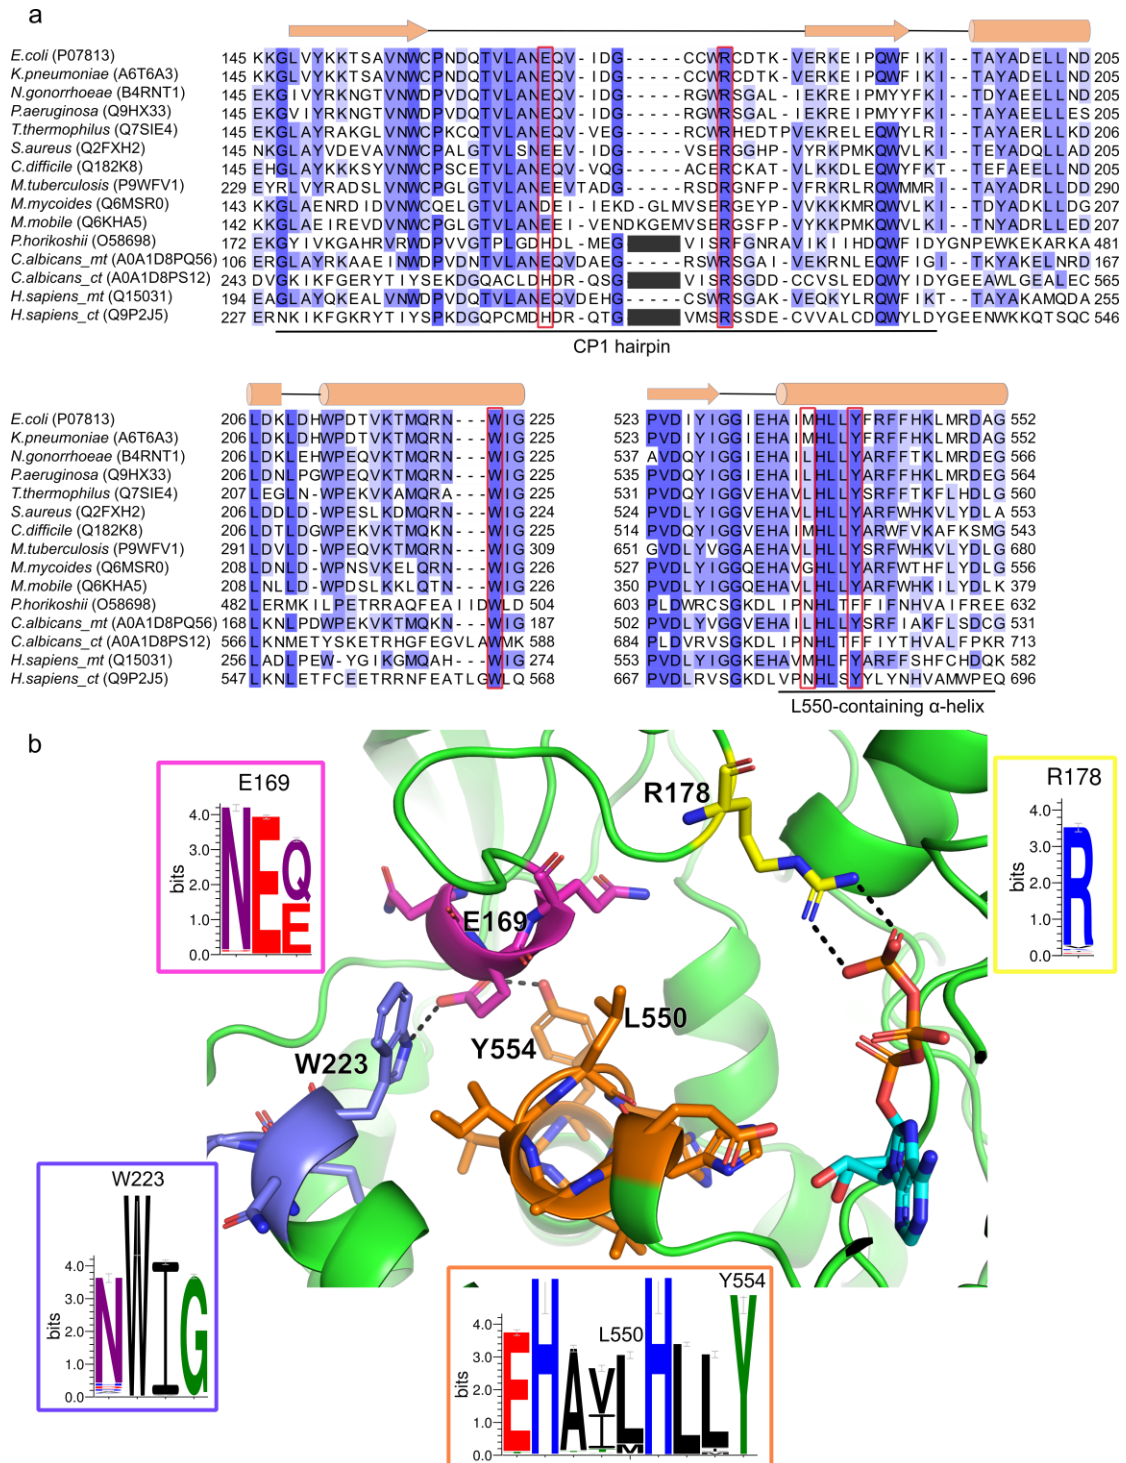 a
E.coli (P07813) 145 KKGLVYKKTSAVNWCPNDQTVLANEQV-IDG-----CCWRCDTK-VERKEIPQWFIKI--TAYADELLND 205
K.pneumoniae (A6T6A3) 145 KKGLVYKKTSAVNWCPNDQTVLANEQV-IDG-----CCWRCDTK-VERKEIPQWFIKI--TAYADELLND 205
N.gonorrhoeae (B4RNT1) 145 EKGIVYRKNGTVNWDPVDQTVLANEQV-IDG-----RGWRSGAL-IEKREIPMYYFKI--TDYAEELLND 205
P.aeruginosa (Q9HX33) 145 EKGVIYRKNGTVNWDPVDQTVLANEQV-IDG-----RGWRSGAL-IEKREIPMYYFKI--TDYAEELLES 205
T.thermophilus (Q7SIE4) 145 EKGLAYRAKGLVNWCPKCQTVLANEQV-VEG-----RCWRHEDTPVEKRELEQWYLRI--TAYAERLLKD 206
S.aureus (Q2FXH2) 145 NKGLAYVDEVAVNWCPALGTVLSNEEV-IDG-----VSERGGHP-VYRKPMKQWVLKI--TEYADQLLAD 205
C.difficile (Q182K8) 145 EHGLAYKKKSYVNWCPSCETVLANEQV-VQG-----ACERCKAT-VLKKDLEQWYFKI--TEFAEELLNS 205
M.tuberculosis (P9WFV1) 229 EYRLVYRADSLVNWCPGLGTVLANEEVTADG-----RSDRGNFP-VFRKRLRQWMMRI--TAYADRLLDD 290
M.mycoides (Q6MSR0) 143 KKGLAENRDIDVNWCQELGTVLANDEI-IEKD-GLMVSERGEYP-VVKKKMRQWVLKI--TAYADKLLDG 207
M.mobile (Q6KHA5) 142 KKGLAEIREVDVNWCPELGTVLANEEV-IENDKGEMVSERGSFP-VVKKPMKQWVLKI--TAYADRLLVD 207
P.horikoshii (O58698) 172 EKGYIVKGAHRVRWDPVVGTPLGDHDL-MEG VISRFGNRAVIKIIHDQWFIDYGNPEWKEKARKA 481
C.albicans_mt (A0A1D8PQ56) 106 ERGLAYRKAAEINWDPVDNTVLANEQVDAEG-----RSWRSGAI-VEKRNLEQWFIGI--TKYAKELNRD 167
C.albicans_ct (A0A1D8PS12) 243 DVGKIKFGERYTIYSEKDGQACLDHDR-QSG VISRSGDD-CCVSLEDQWYIDYGEEAWLGEALEC 565
H.sapiens_mt (Q15031) 194 EAGLAYQKEALVNWDPVDQTVLANEQVDEHG-----CSWRSGAK-VEQKYLRQWFIKT--TAYAKAMQDA 255
H.sapiens_ct (Q9P2J5) 227 ERNKIKFGKRYTIYSPKDGQPCMDHDR-QTG VMSRSSDE-CVVALCDQWYLDYGEENWKKQTSQC 546
CP1 hairpin
E.coli (P07813) 206 LDKLDHWPDTVKTMQRN---WIG 225 523 PVDIYIGGIEHAIMHLLYFRFFHKLMRDAG 552
K.pneumoniae (A6T6A3) 206 LDKLDHWPDTVKTMQRN---WIG 225 523 PVDIYIGGIEHAIMHLLYFRFFHKLMRDAG 552
N.gonorrhoeae (B4RNT1) 206 LDKLEHWPEQVKTMQRN---WIG 225 537 AVDQYIGGIEHAILHLLYARFFTKLMRDEG 566
P.aeruginosa (Q9HX33) 206 LDNLPGWPEQVKTMQRN---WIG 225 535 PVDQYIGGIEHAILHLLYARFFHKLMRDEG 564
T.thermophilus (Q7SIE4) 207 LEGLN-WPEKVKAMQRA---WIG 225 531 PVDQYIGGVEHAILHLLYSRFFTKFLHDLG 560
S.aureus (Q2FXH2) 206 LDDLD-WPESLKDMQRN---WIG 224 524 PVDLYVGGVEHAVLHLLYARFWHKVLYDLA 553
C.difficile (Q182K8) 206 LDTLDGWPEKVKTMQKN---WIG 225 514 PVDQYIGGVEHAILHLLYARWFVKAFKSMG 543
M.tuberculosis (P9WFV1) 291 LDVLD-WPEQVKTMQRN---WIG 309 651 GVDLYVGGAEHAVLHLLYSRFWHKVLYDLG 680
M.mycoides (Q6MSR0) 208 LDNLD-WPNSVKELQRN---WIG 226 527 PVDLYIGGQEHAVGHLLYARFWTHFLYDLG 556
M.mobile (Q6KHA5) 208 LNLLD-WPDSLKKLQTN---WIG 226 350 PVDLYIGGQEHAVLHLLYARFWHKILYDLK 379
P.horikoshii (O58698) 482 LERMKILPETRRAQFEAIIDWLD 504 603 PLDWRCSGKDLIPNHLTFFIFNHVAIFREE 632
C.albicans_mt (A0A1D8PQ56) 168 LKNLPDWPEKVKTMQKN---WIG 187 502 PVDLYVGGVEHAILHLLYSRFIAKFLSDCG 531
C.albicans_ct (A0A1D8PS12) 566 LKNMETYSKETRHGFEGVLAWMK 588 684 PLDVRVSGKDLIPNHLTFFIYTHVALFPKR 713
H.sapiens_mt (Q15031) 256 LADLPEW-YGIKGMQAH---WIG 274 553 PVDLYIGGKEHAVMHLFYARFFSHFCHDQK 582
H.sapiens_ct (Q9P2J5) 547 LKNLETFCEETRRNFEATLGWLQ 568 667 PVDLRVSGKDLVPNHLSYYLYNHVAMWPEQ 696
L550-containing α-helix
b
E169
bits
4.0
3.0
2.0
1.0
0.0
NEQ
E
R178
bits
4.0
3.0
2.0
1.0
0.0
R
R178
E169
L550
Y554
W223
W223
bits
4.0
3.0
2.0
1.0
0.0
NWIG
Y554
L550
bits
4.0
3.0
2.0
1.0
0.0
EHAVLHLLY
I M